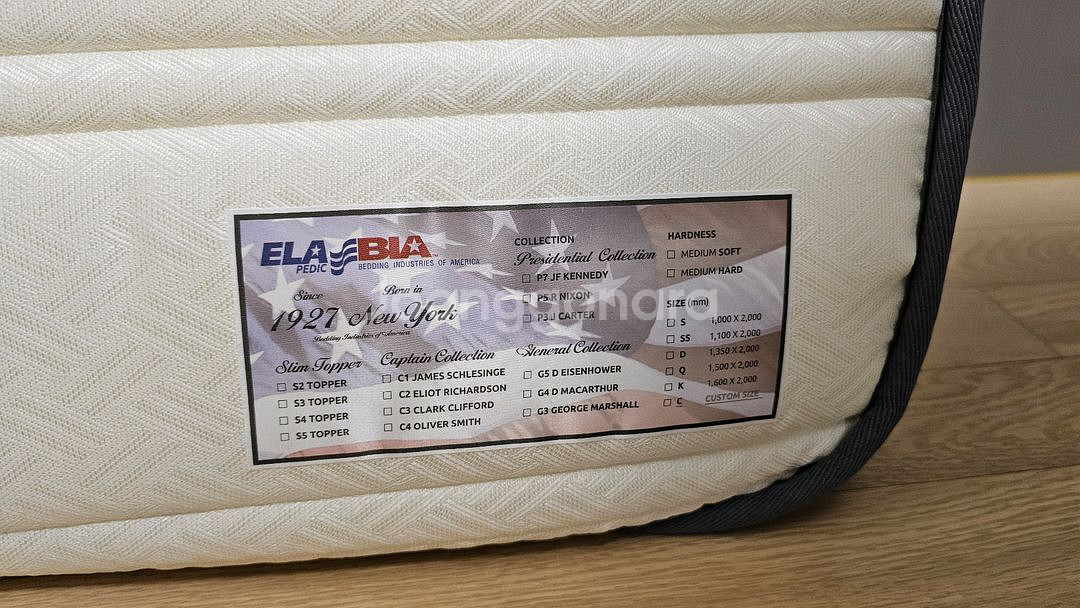 ELA BIA™
PEDIC BEDDING INDUSTRIES OF AMERICA
Since Born in
1927 New York
Bedding Industries of America
Slim Topper
☐ S2 TOPPER
☐ S3 TOPPER
☐ S4 TOPPER
☐ S5 TOPPER
Captain Collection
☐ C1 JAMES SCHLESINGE
☐ C2 ELIOT RICHARDSON
☐ C3 CLARK CLIFFORD
☐ C4 OLIVER SMITH
COLLECTION
Presidential Collection
☐ P7 JF KENNEDY
☐ P5 R NIXON
☐ P3 J CARTER
General Collection
☐ G5 D EISENHOWER
☐ G4 D MACARTHUR
☐ G3 GEORGE MARSHALL
HARDNESS
☐ MEDIUM SOFT
☐ MEDIUM HARD
SIZE (mm)
☐ S 1,000 X 2,000
☐ SS 1,100 X 2,000
☐ D 1,350 X 2,000
☐ Q 1,500 X 2,000
☐ K 1,600 X 2,000
☐ C CUSTOM SIZE